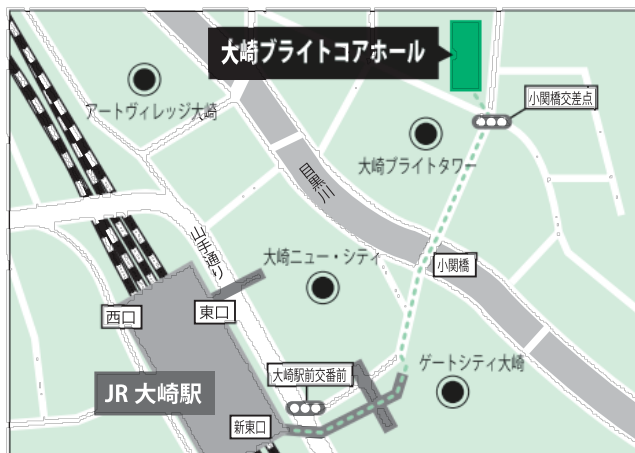 大崎ブライトコアホール
小関橋交差点
アートヴィレッジ大崎
大崎ブライトタワー
目黒川
山手通り
大崎ニュー・シティ
小関橋
西口
東口
大崎駅前交番前
ゲートシティ大崎
JR 大崎駅
新東口